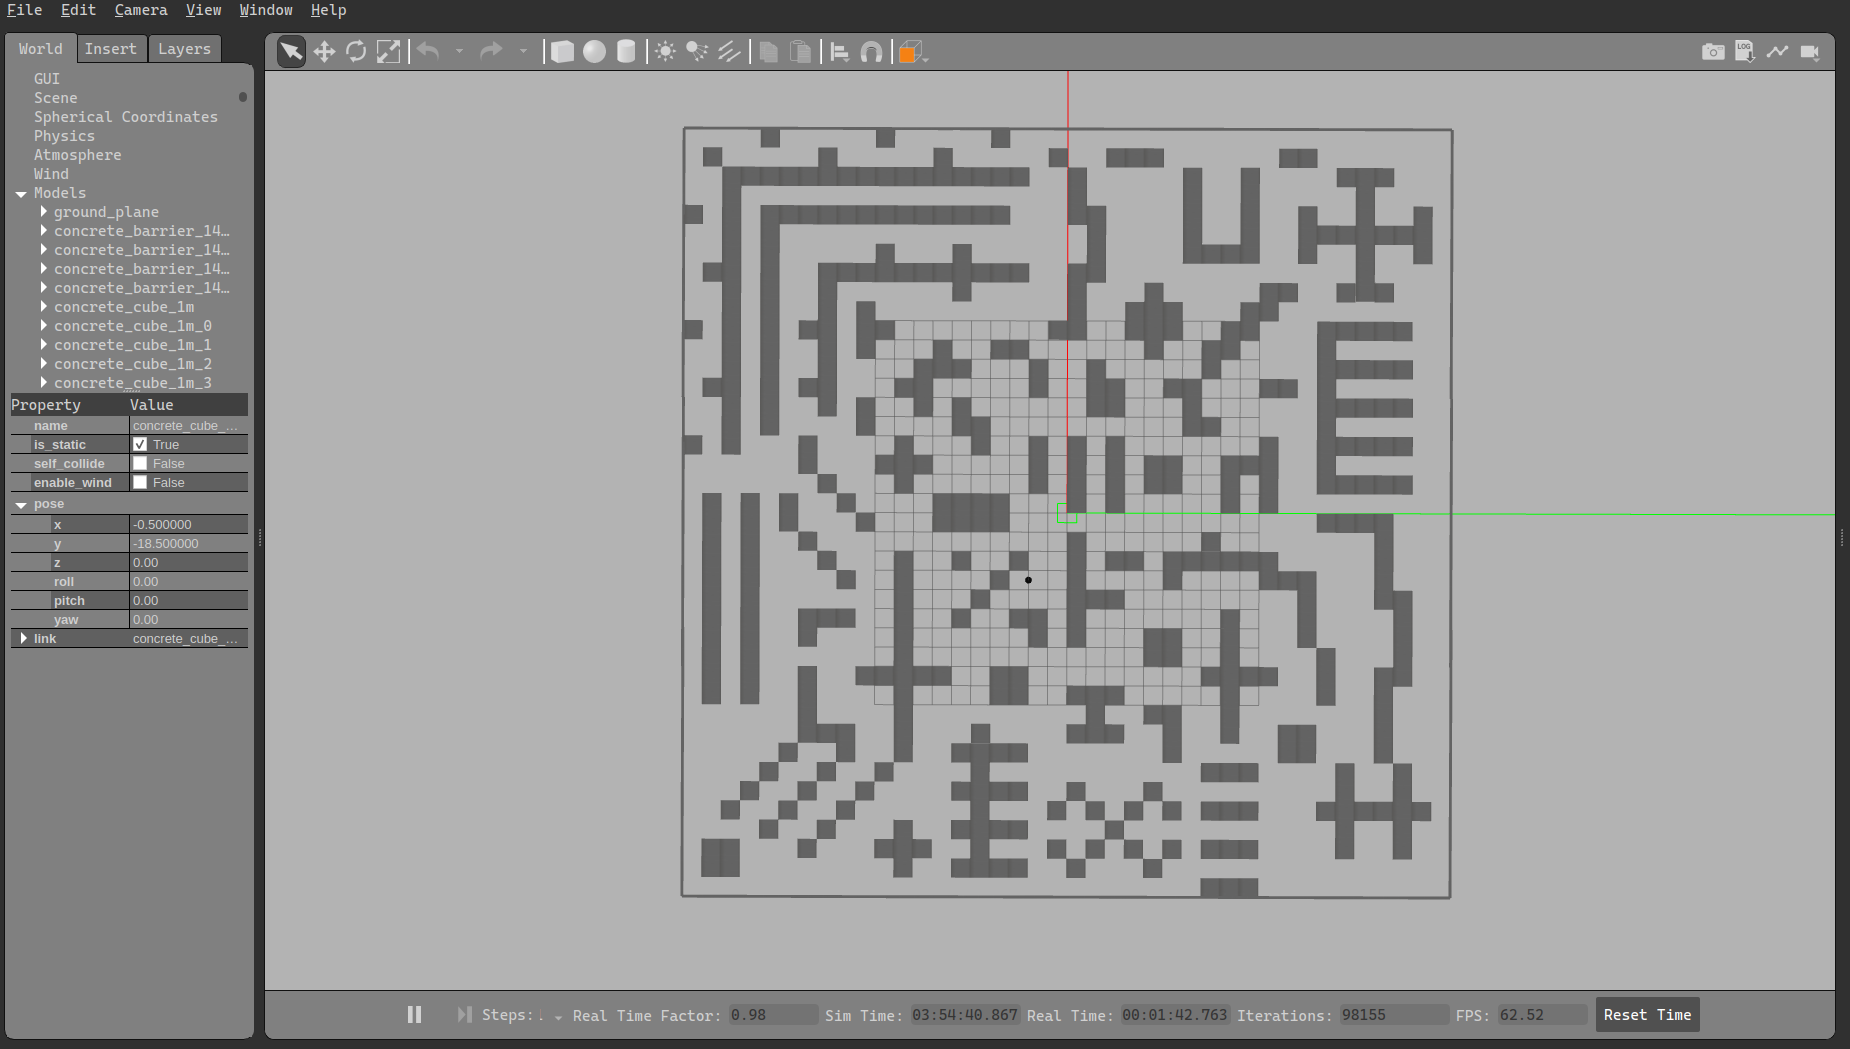 File Edit Camera View Window Help
World Insert Layers
GUI
Scene
Spherical Coordinates
Physics
Atmosphere
Wind
Models
ground_plane
concrete_barrier_14…
concrete_barrier_14…
concrete_barrier_14…
concrete_barrier_14…
concrete_cube_1m
concrete_cube_1m_0
concrete_cube_1m_1
concrete_cube_1m_2
concrete_cube_1m_3
Property Value
name concrete_cube_...
is_static True
self_collide False
enable_wind False
pose
x -0.500000
y -18.500000
z 0.00
roll 0.00
pitch 0.00
yaw 0.00
link concrete_cube_...
LOG
Steps: Real Time Factor: 0.98 Sim Time: 03:54:40.867 Real Time: 00:01:42.763 Iterations: 98155 FPS: 62.52 Reset Time